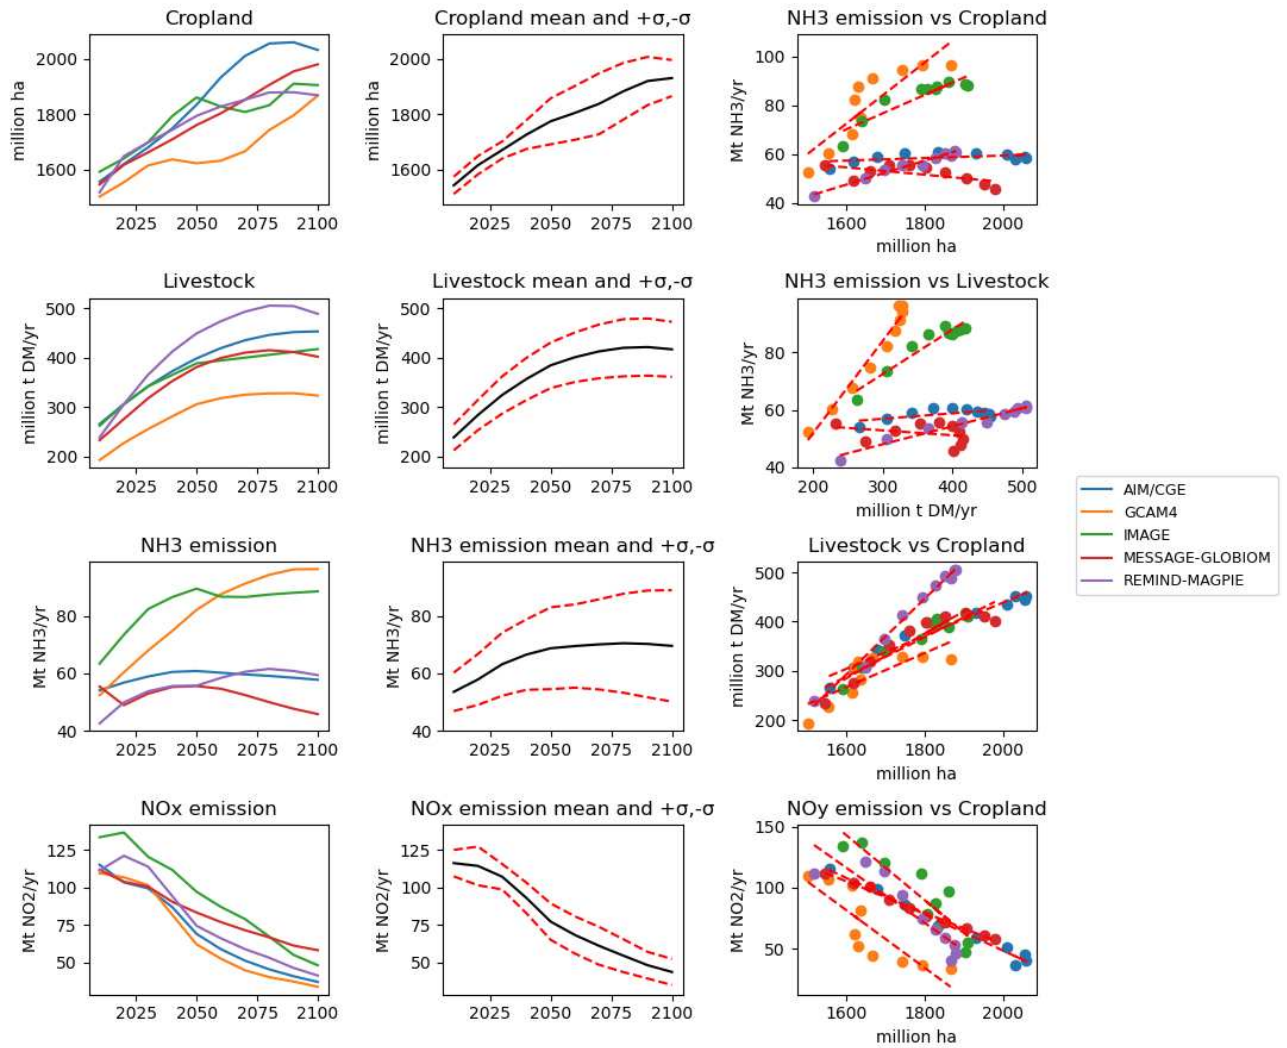 Cropland
Cropland mean and +σ,-σ
NH3 emission vs Cropland
million ha
2000
1800
1600
2025 2050 2075 2100
million ha
2000
1800
1600
2025 2050 2075 2100
Mt NH3/yr
100
80
60
40
1600 1800 2000
million ha
Livestock
Livestock mean and +σ,-σ
NH3 emission vs Livestock
million t DM/yr
500
400
300
200
2025 2050 2075 2100
million t DM/yr
500
400
300
200
2025 2050 2075 2100
Mt NH3/yr
80
60
40
200 300 400 500
million t DM/yr
AIM/CGE
GCAM4
IMAGE
MESSAGE-GLOBIOM
REMIND-MAGPIE
NH3 emission
NH3 emission mean and +σ,-σ
Livestock vs Cropland
Mt NH3/yr
80
60
40
2025 2050 2075 2100
Mt NH3/yr
80
60
40
2025 2050 2075 2100
million t DM/yr
500
400
300
200
1600 1800 2000
million ha
NOx emission
NOx emission mean and +σ,-σ
NOy emission vs Cropland
Mt NO2/yr
125
100
75
50
2025 2050 2075 2100
Mt NO2/yr
125
100
75
50
2025 2050 2075 2100
Mt NO2/yr
150
100
50
1600 1800 2000
million ha